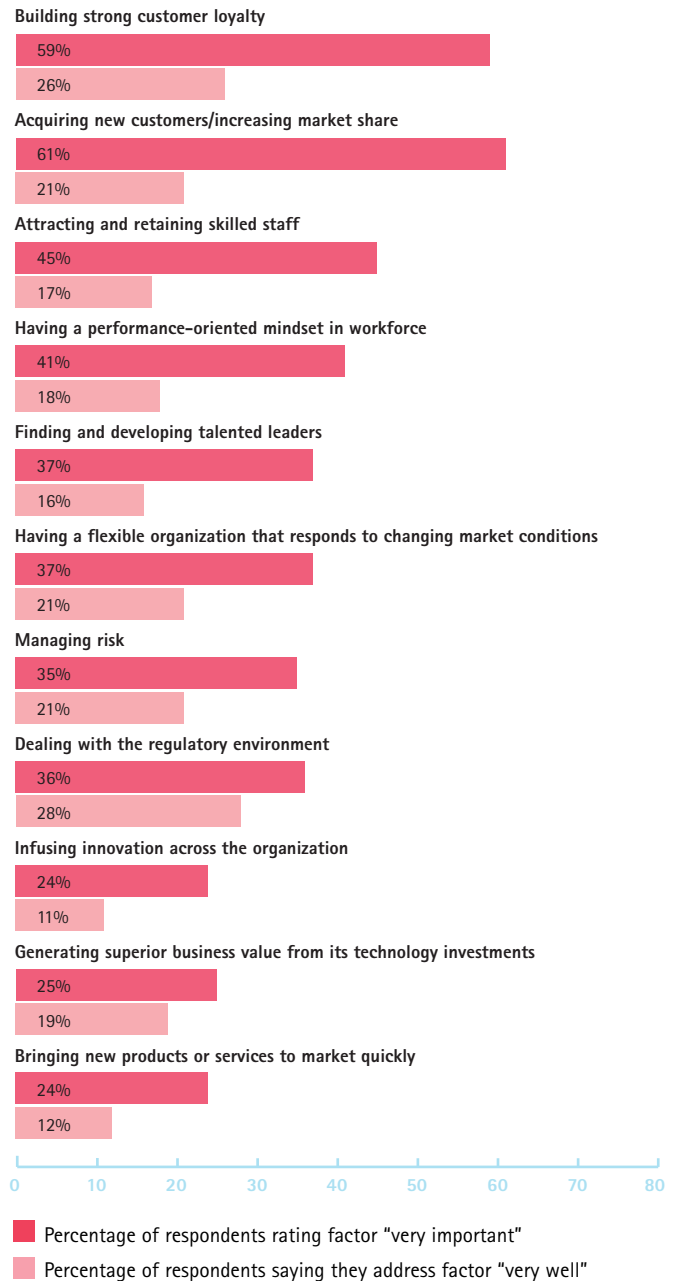 Building strong customer loyalty
59%
26%
Acquiring new customers/increasing market share
61%
21%
Attracting and retaining skilled staff
45%
17%
Having a performance-oriented mindset in workforce
41%
18%
Finding and developing talented leaders
37%
16%
Having a flexible organization that responds to changing market conditions
37%
21%
Managing risk
35%
21%
Dealing with the regulatory environment
36%
28%
Infusing innovation across the organization
24%
11%
Generating superior business value from its technology investments
25%
19%
Bringing new products or services to market quickly
24%
12%
0 10 20 30 40 50 60 70 80
Percentage of respondents rating factor “very important”
Percentage of respondents saying they address factor “very well”